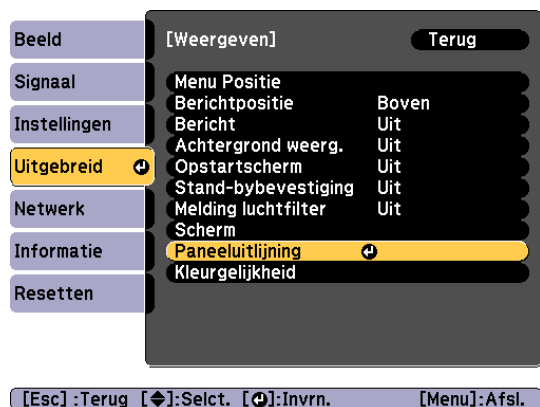 Beeld
Signaal
Instellingen
Uitgebreid
Netwerk
Informatie
Resetten
[Weergeven] Terug
Menu Positie
Berichtpositie Boven
Bericht Uit
Achtergrond weerg. Uit
Opstartscherm Uit
Stand-bybevestiging Uit
Melding luchtfilter Uit
Scherm
Paneeluitlijning
Kleurgelijkheid
[Esc] :Terug [◆]:Selct. [⏎]:Invrn. [Menu]:Afsl.